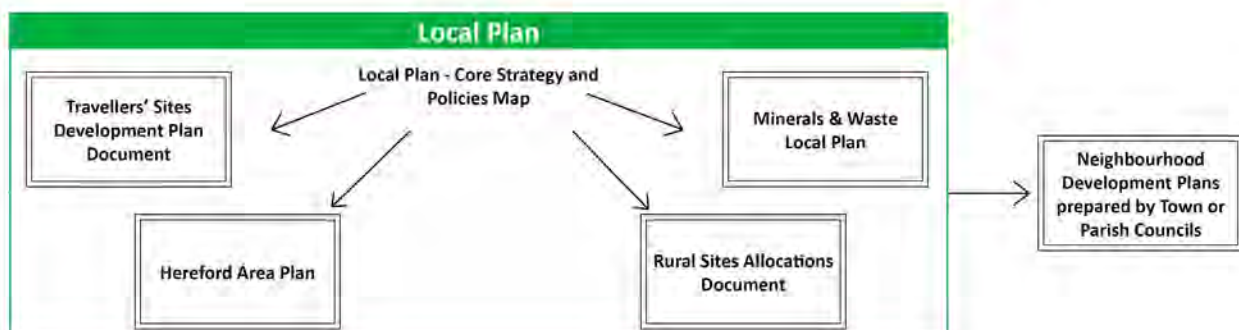 Local Plan
Local Plan - Core Strategy and
Policies Map
Travellers' Sites
Development Plan
Document
Minerals & Waste
Local Plan
Hereford Area Plan
Rural Sites Allocations
Document
Neighbourhood
Development Plans
prepared by Town or
Parish Councils